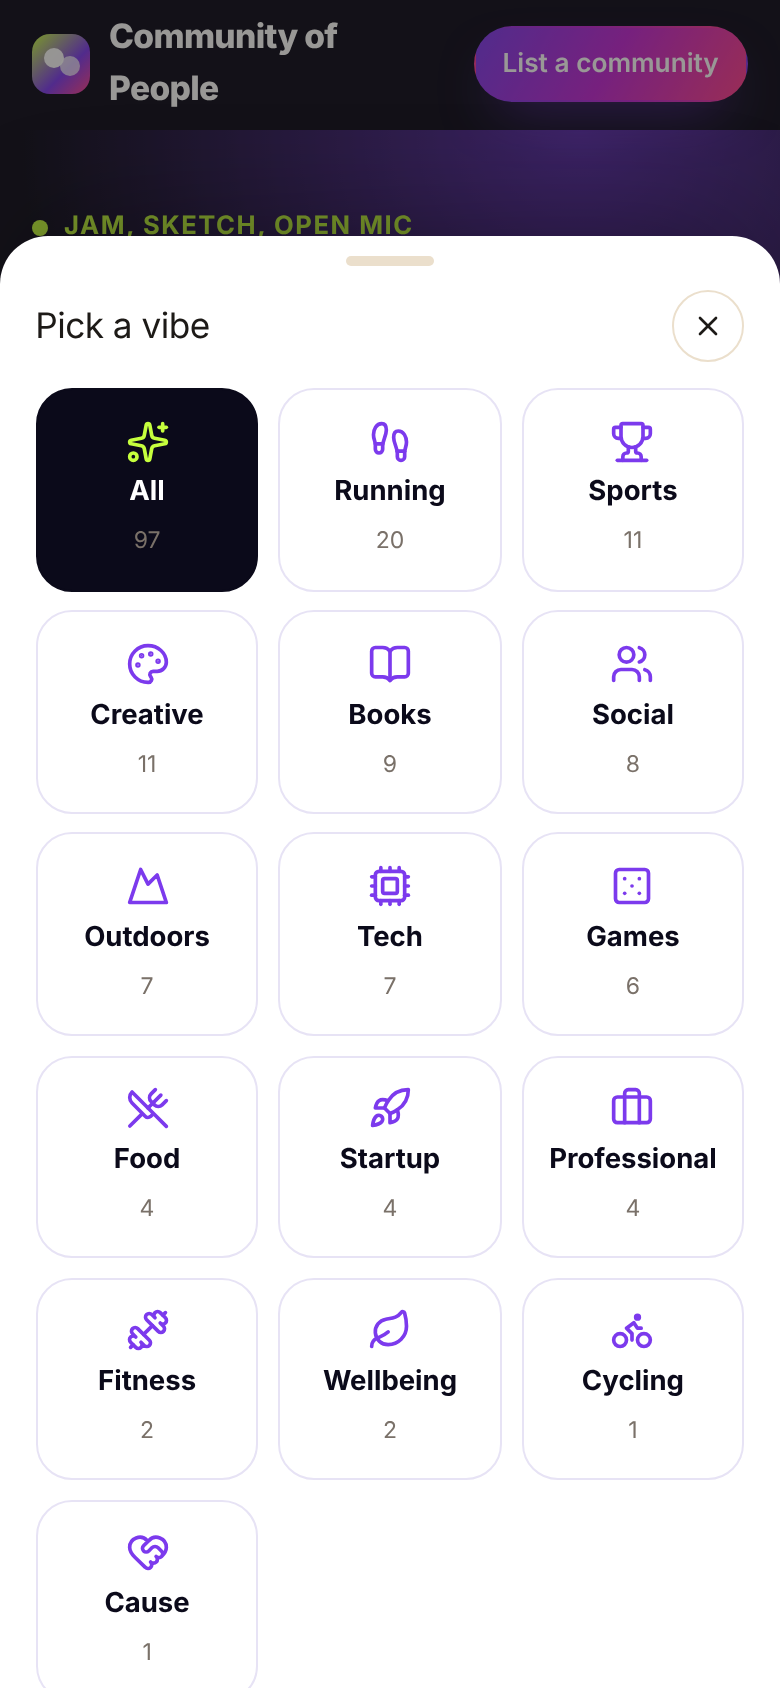 Community of
People
List a community
JAM, SKETCH, OPEN MIC
Pick a vibe
All
97
Running
20
Sports
11
Creative
11
Books
9
Social
8
Outdoors
7
Tech
7
Games
6
Food
4
Startup
4
Professional
4
Fitness
2
Wellbeing
2
Cycling
1
Cause
1